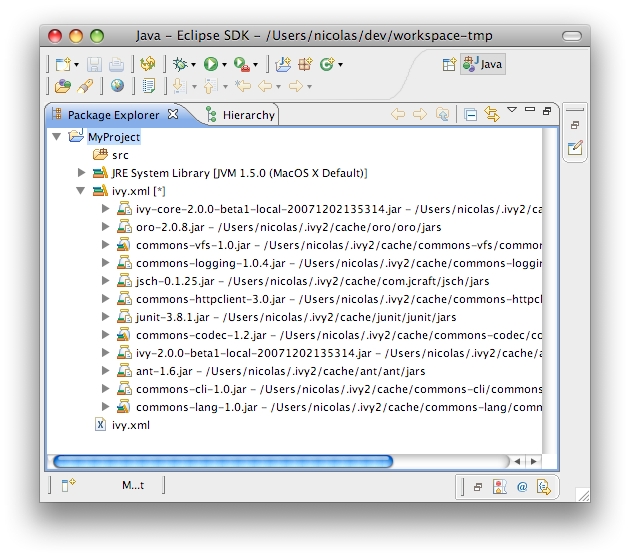 Java – Eclipse SDK – /Users/nicolas/dev/workspace-tmp
Java
Package Explorer
Hierarchy
MyProject
src
JRE System Library [JVM 1.5.0 (MacOS X Default)]
ivy.xml [*]
ivy-core-2.0.0-beta1-local-20071202135314.jar – /Users/nicolas/.ivy2/ca
oro-2.0.8.jar – /Users/nicolas/.ivy2/cache/oro/oro/jars
commons-vfs-1.0.jar – /Users/nicolas/.ivy2/cache/commons-vfs/common
commons-logging-1.0.4.jar – /Users/nicolas/.ivy2/cache/commons-loggin
jsch-0.1.25.jar – /Users/nicolas/.ivy2/cache/com.jcraft/jsch/jars
commons-httpclient-3.0.jar – /Users/nicolas/.ivy2/cache/commons-httpcl
junit-3.8.1.jar – /Users/nicolas/.ivy2/cache/junit/junit/jars
commons-codec-1.2.jar – /Users/nicolas/.ivy2/cache/commons-codec/co
ivy-2.0.0-beta1-local-20071202135314.jar – /Users/nicolas/.ivy2/cache/a
ant-1.6.jar – /Users/nicolas/.ivy2/cache/ant/ant/jars
commons-cli-1.0.jar – /Users/nicolas/.ivy2/cache/commons-cli/commons
commons-lang-1.0.jar – /Users/nicolas/.ivy2/cache/commons-lang/comm
ivy.xml
M...t